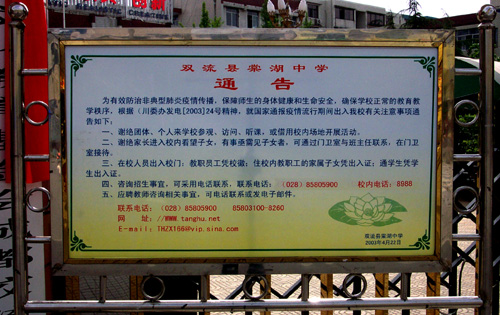 双流县棠湖中学
通告
为有效防治非典型肺炎疫情传播，保障师生的身体健康和生命安全，确保学校正常的教育教
学秩序，根据（川委办发电[2003]24号精神，就国家通报疫情流行期间出入我校有关注意事项通
告如下：
一、谢绝团体、个人来学校参观、访问、听课，或借用校内场地开展活动。
二、谢绝家长进入校内看望子女，有事亟需见子女者，可通过门卫室与班主任联系，在门卫
室接待。
三、在校人员出入校门：教职员工凭校徽；住校内教职工的家属子女凭出入证；通学生凭学
生出入证。
四、咨询招生事宜，可采用电话联系，联系电话：（028）85805900 校内电话：8988
五、应聘教师咨询相关事宜，可电话联系或发电子邮件。
联系电话：（028）85805900 85803100-8260
网 址：//WWW.tanghu.net
E-mail：THZX166@vip.sina.com
双流县棠湖中学
2003年4月22日